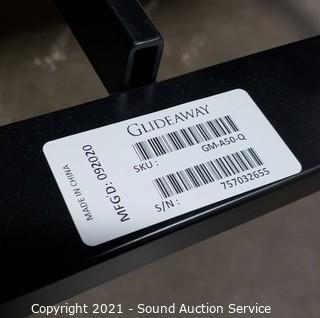 GLIDEAWAY
SKU :
GM-A50-Q
S/N :
757032655
MFG'D: 092020
MADE IN CHINA
Copyright 2021 - Sound Auction Service